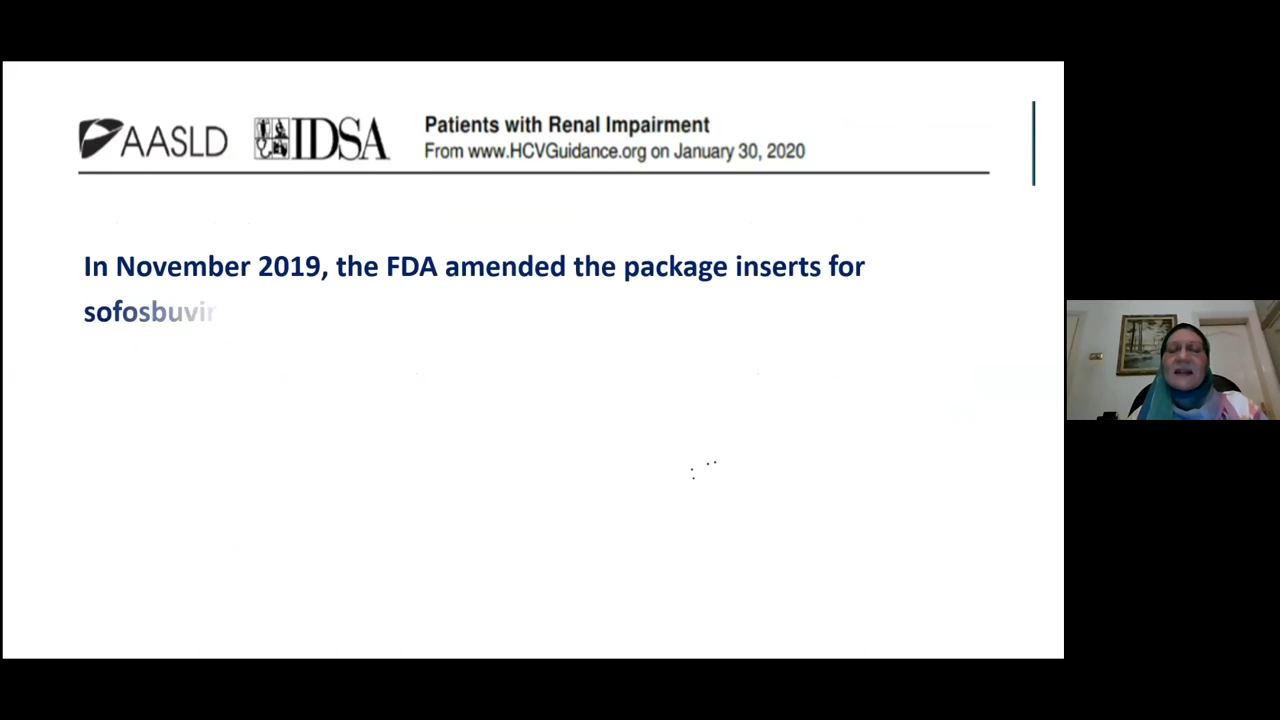 AASLD IDSA Patients with Renal Impairment
From www.HCVGuidance.org on January 30, 2020
In November 2019, the FDA amended the package inserts for
sofosbuvir